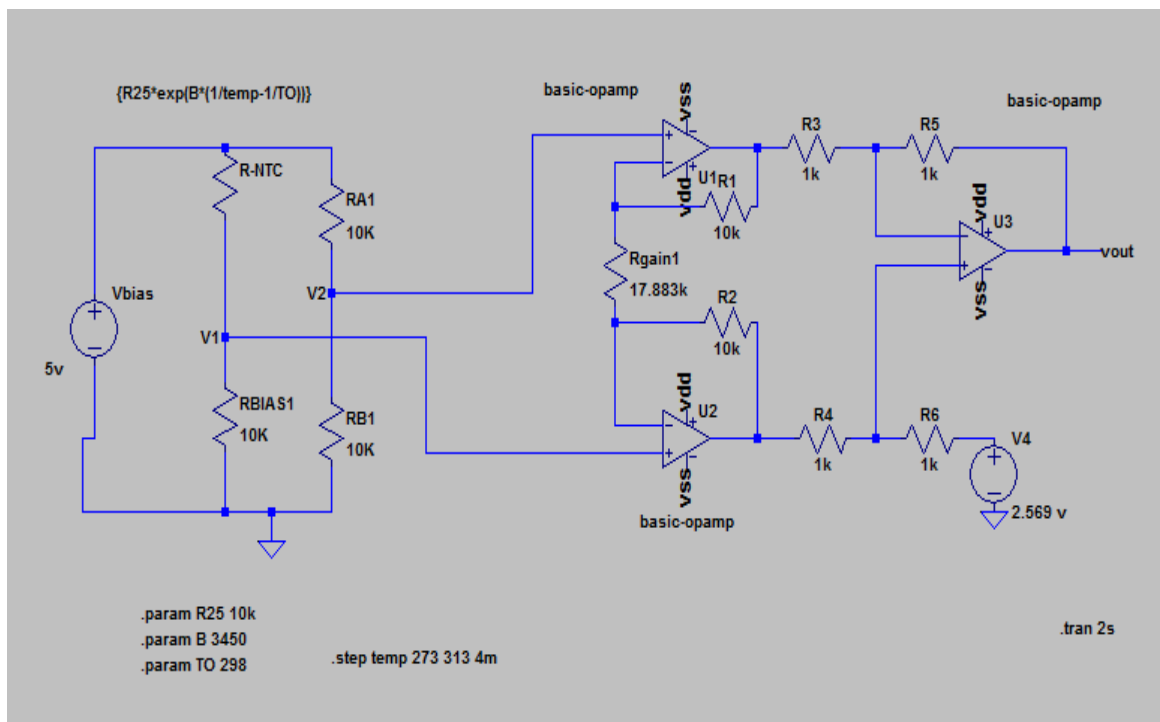 {R25*exp(B*(1/temp-1/TO))}
basic-opamp
vss
basic-opamp
R3
R5
R-NTC
1k
1k
U1
vdd
R1
RA1
10K
10k
vdd
U3
Rgain1
17.883k
vout
Vbias
V2
R2
vss
V1
10k
5v
vdd
U2
R4
R6
RBIAS1
RB1
V4
10K
10K
1k
1k
vss
2.569 v
basic-opamp
.param R25 10k
.param B 3450
.param TO 298
.step temp 273 313 4m
.tran 2s